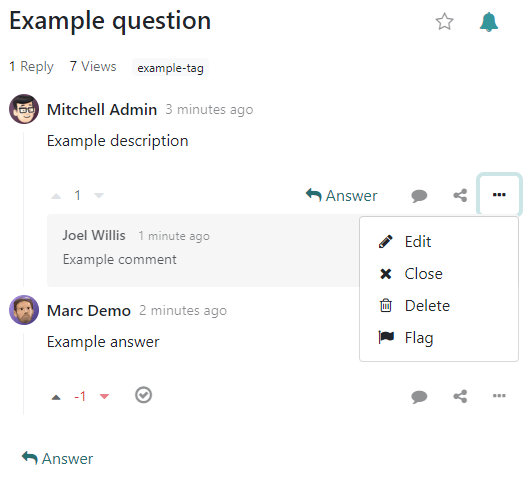 Example question
1 Reply 7 Views example-tag
Mitchell Admin 3 minutes ago
Example description
1 Answer
Joel Willis 1 minute ago
Example comment
Edit
Close
Delete
Flag
Marc Demo 2 minutes ago
Example answer
-1
Answer